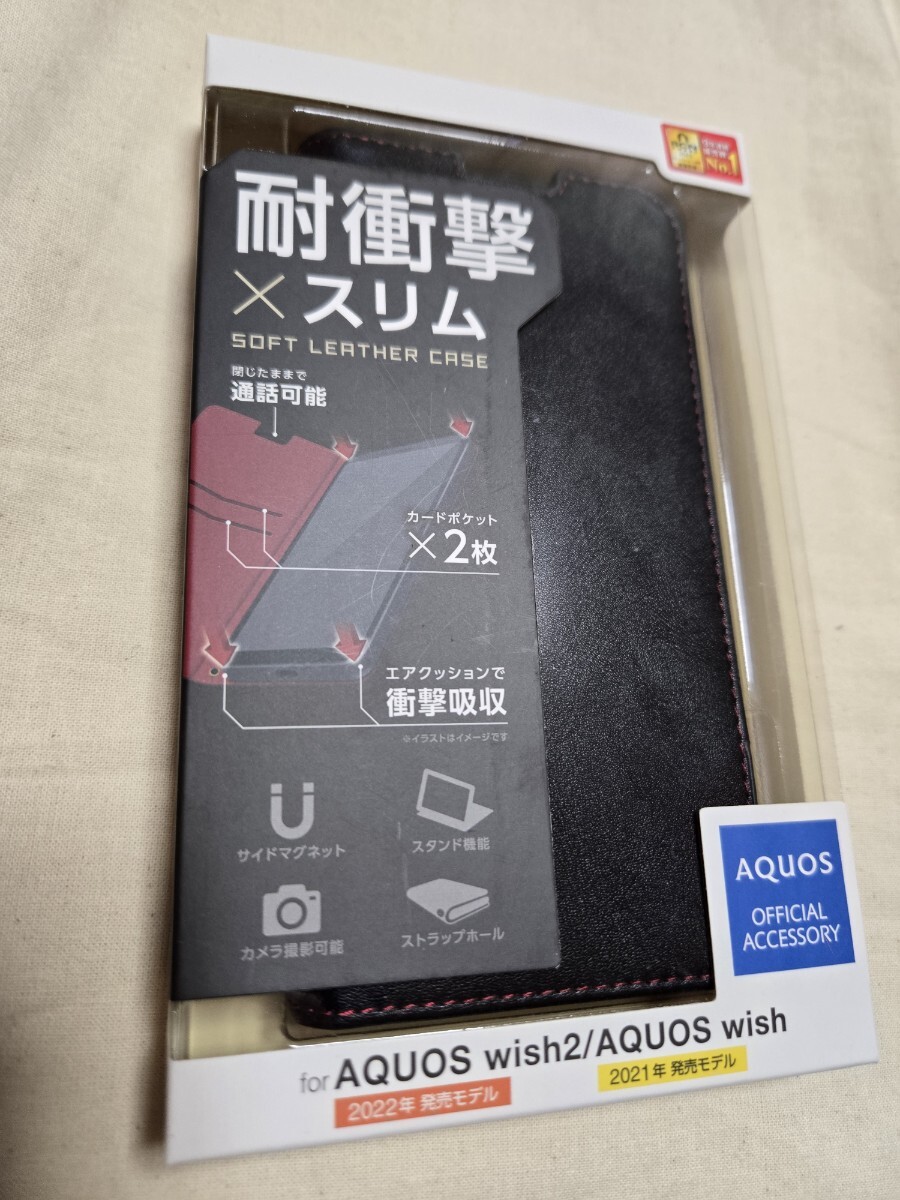 耐衝撃
×スリム
SOFT LEATHER CASE
閉じたままで
通話可能
カードポケット
×2枚
エアクッションで
衝撃吸収
※イラストはイメージです
サイドマグネット
スタンド機能
カメラ撮影可能
ストラップホール
No.1
AQUOS
OFFICIAL
ACCESSORY
for AQUOS wish2/AQUOS wish
2022年 発売モデル
2021年 発売モデル